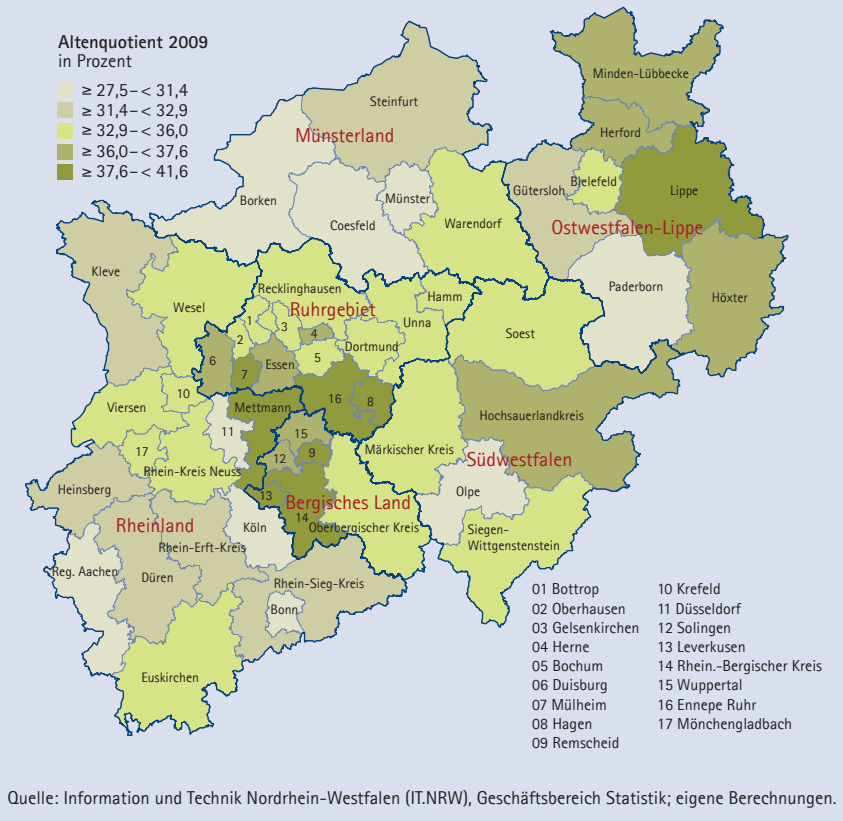 Altenquotient 2009
in Prozent
≥ 27,5–< 31,4
≥ 31,4–< 32,9
≥ 32,9–< 36,0
≥ 36,0–< 37,6
≥ 37,6–< 41,6
Minden-Lübbecke
Steinfurt
Münsterland
Herford
Bielefeld
Gütersloh
Lippe
Borken
Münster
Coesfeld
Warendorf
Ostwestfalen-Lippe
Kleve
Paderborn
Recklinghausen
Höxter
Wesel
Ruhrgebiet
Hamm
1
3
Unna
4
Soest
2
Dortmund
6
7
Essen
5
10
Viersen
Mettmann
16
8
Hochsauerlandkreis
11
15
17
12
9
Märkischer Kreis
Südwestfalen
Rhein-Kreis Neuss
Heinsberg
13
Bergisches Land
Olpe
14
Rheinland
Köln
Oberbergischer Kreis
Siegen-
Wittgenstenstein
Rhein-Erft-Kreis
Reg. Aachen
Düren
Rhein-Sieg-Kreis
Bonn
Euskirchen
01 Bottrop
02 Oberhausen
03 Gelsenkirchen
04 Herne
05 Bochum
06 Duisburg
07 Mülheim
08 Hagen
09 Remscheid
10 Krefeld
11 Düsseldorf
12 Solingen
13 Leverkusen
14 Rhein.-Bergischer Kreis
15 Wuppertal
16 Ennepe Ruhr
17 Mönchengladbach
Quelle: Information und Technik Nordrhein-Westfalen (IT.NRW), Geschäftsbereich Statistik; eigene Berechnungen.